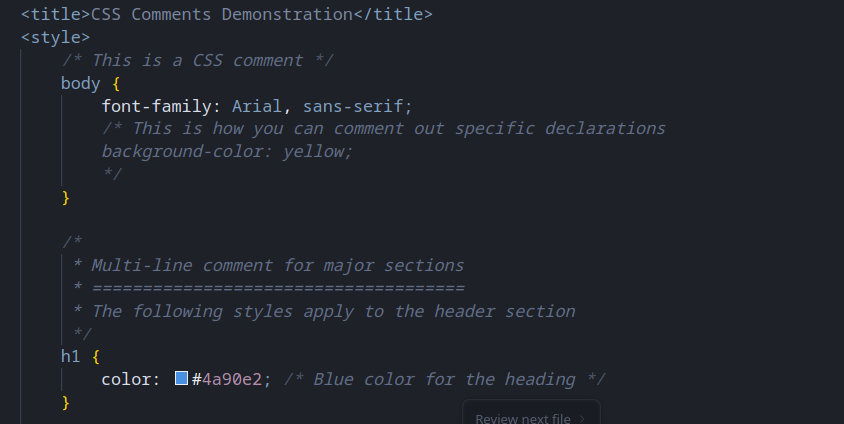 <title>CSS Comments Demonstration</title>
<style>
/* This is a CSS comment */
body {
font-family: Arial, sans-serif;
/* This is how you can comment out specific declarations
background-color: yellow;
*/
}
/*
* Multi-line comment for major sections
* =====================================
* The following styles apply to the header section
*/
h1 {
color: #4a90e2; /* Blue color for the heading */
}
Review next file >